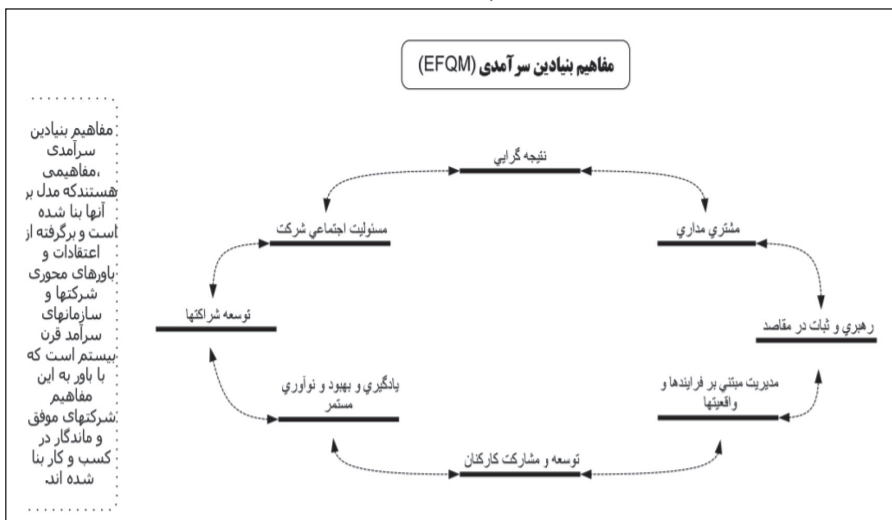 مفاهیم بنیادین سرآمدی (EFQM)
نتیجه گرایي
مشتري مداري
رهبري و ثبات در مقاصد
مدیریت مبتني بر فرایندها و
واقعیتها
توسعه و مشارکت کارکنان
یادگیري و بهبود و نوآوري
مستمر
توسعه شراکتها
مسئولیت اجتماعي شرکت
مفاهیم بنیادین
سرآمدی
،مفاهیمی
هستندکه مدل بر
آنها بنا شده
است و برگرفته از
اعتقادات و
باورهای محوری
شرکتها و
سازمانهای
سرآمد قرن
بیستم است که
با باور به این
مفاهیم
شرکتهای موفق
و ماندگار در
کسب و کار بنا
شده اند.